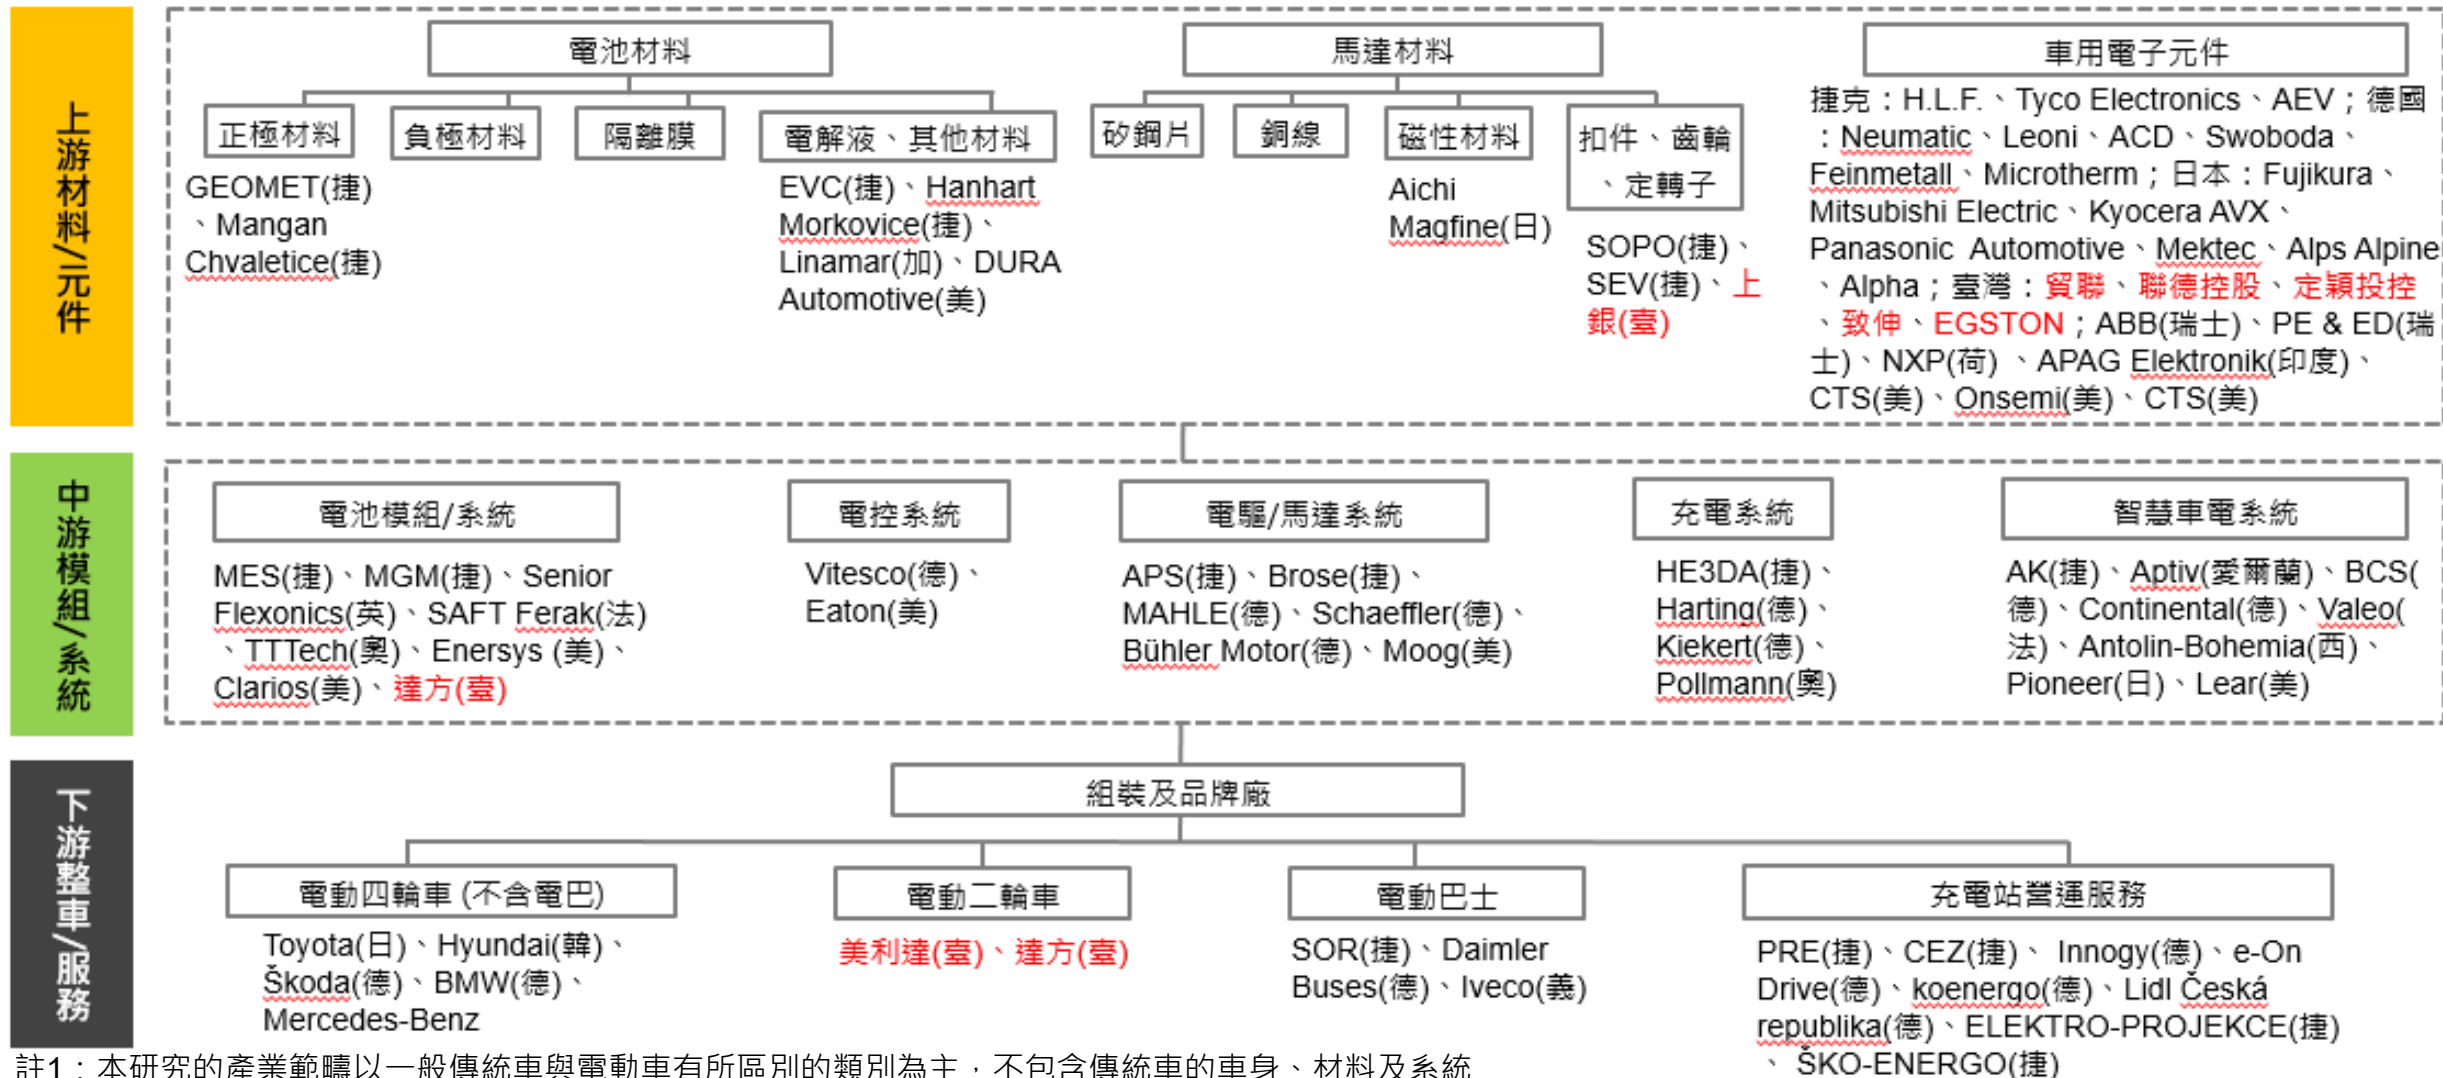 上游材料/元件
電池材料
正極材料
GEOMET(捷)
、Mangan
Chvaletice(捷)
負極材料
隔離膜
電解液、其他材料
EVC(捷)、Hanhart
Morkovice(捷)、
Linamar(加)、DURA
Automotive(美)
馬達材料
矽鋼片
銅線
磁性材料
Aichi
Magfine(日)
扣件、齒輪
、定轉子
SOPO(捷)、
SEV(捷)、上
銀(臺)
車用電子元件
捷克：H.L.F.、Tyco Electronics、AEV；德國
：Neumatic、Leoni、ACD、Swoboda、
Feinmetall、Microtherm；日本：Fujikura、
Mitsubishi Electric、Kyocera AVX、
Panasonic Automotive、Mektec、Alps Alpine
、Alpha；臺灣：貿聯、聯德控股、定穎投控
、致伸、EGSTON；ABB(瑞士)、PE & ED(瑞
士)、NXP(荷) 、APAG Elektronik(印度)、
CTS(美)、Onsemi(美)、CTS(美)
中游模組/系統
電池模組/系統
MES(捷)、MGM(捷)、Senior
Flexonics(英)、SAFT Ferak(法)
、TTTech(奧)、Enersys (美)、
Clarios(美)、達方(臺)
電控系統
Vitesco(德)、
Eaton(美)
電驅/馬達系統
APS(捷)、Brose(捷)、
MAHLE(德)、Schaeffler(德)、
Bühler Motor(德)、Moog(美)
充電系統
HE3DA(捷)、
Harting(德)、
Kiekert(德)、
Pollmann(奧)
智慧車電系統
AK(捷)、Aptiv(愛爾蘭)、BCS(
德)、Continental(德)、Valeo(
法)、Antolin-Bohemia(西)、
Pioneer(日)、Lear(美)
下游整車/服務
組裝及品牌廠
電動四輪車 (不含電巴)
Toyota(日)、Hyundai(韓)、
Škoda(德)、BMW(德)、
Mercedes-Benz
電動二輪車
美利達(臺)、達方(臺)
電動巴士
SOR(捷)、Daimler
Buses(德)、Iveco(義)
充電站營運服務
PRE(捷)、CEZ(捷)、 Innogy(德)、e-On
Drive(德)、koenergo(德)、Lidl Česká
republika(德)、ELEKTRO-PROJEKCE(捷)
、ŠKO-ENERGO(捷)
註1：本研究的產業範疇以一般傳統車與電動車有所區別的類別為主，不包含傳統車的車身、材料及系統